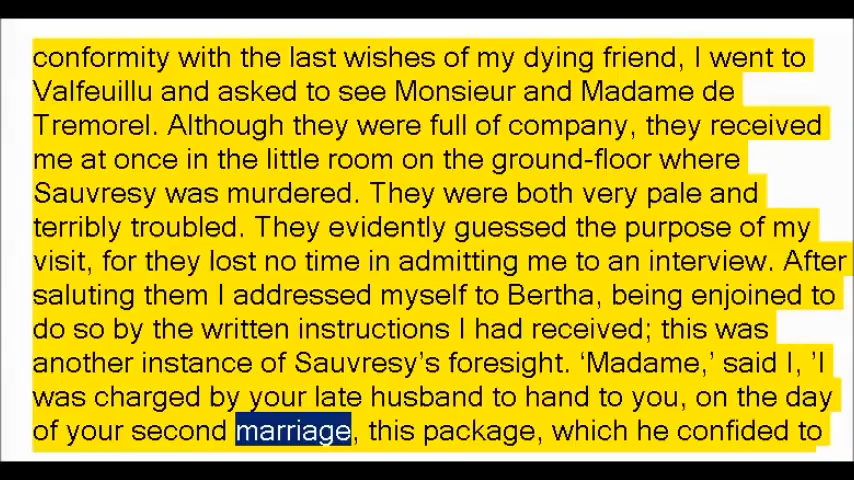 conformity with the last wishes of my dying friend, I went to
Valfeuillu and asked to see Monsieur and Madame de
Tremorel. Although they were full of company, they received
me at once in the little room on the ground-floor where
Sauvresy was murdered. They were both very pale and
terribly troubled. They evidently guessed the purpose of my
visit, for they lost no time in admitting me to an interview. After
saluting them I addressed myself to Bertha, being enjoined to
do so by the written instructions I had received; this was
another instance of Sauvresy’s foresight. ‘Madame,’ said I, ’I
was charged by your late husband to hand to you, on the day
of your second marriage, this package, which he confided to